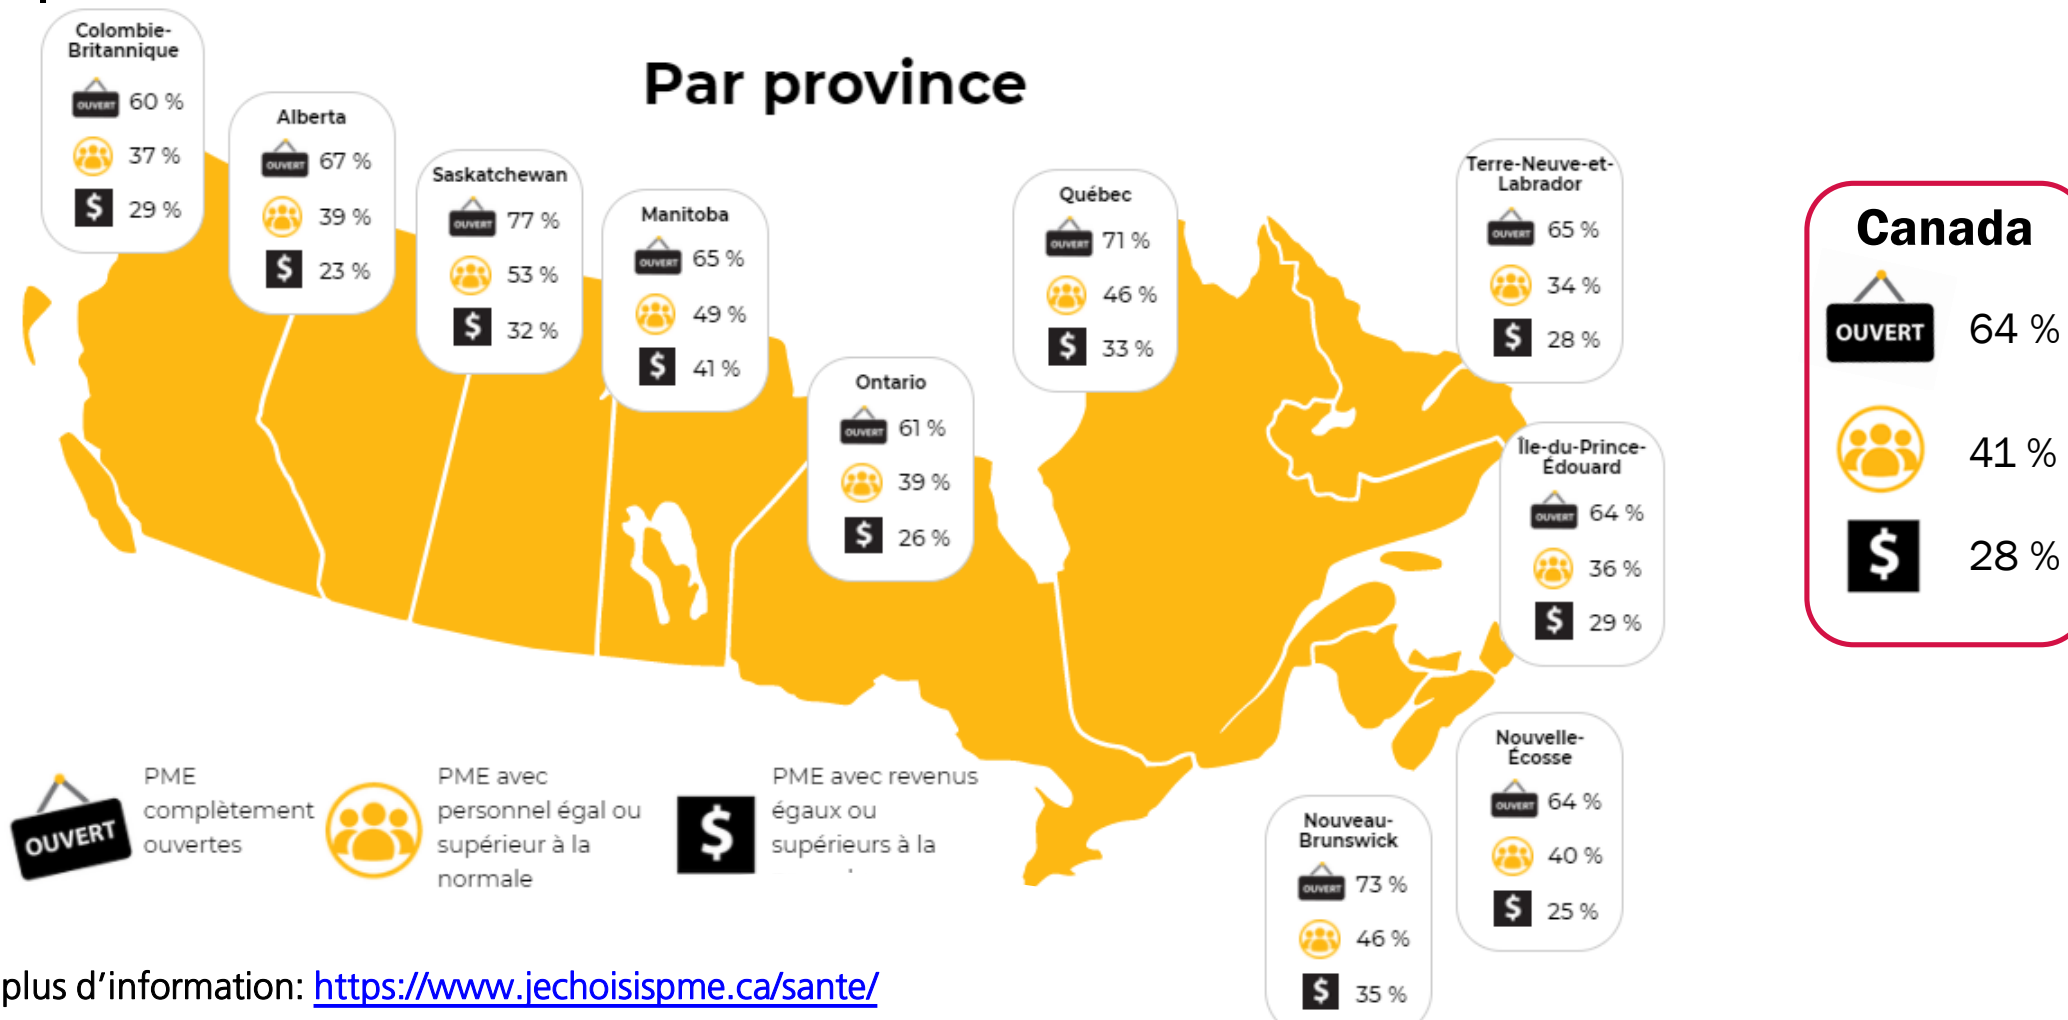 Par province
Colombie-
Britannique
OUVERT 60 %
37 %
$ 29 %
Alberta
OUVERT 67 %
39 %
$ 23 %
Saskatchewan
OUVERT 77 %
53 %
$ 32 %
Manitoba
OUVERT 65 %
49 %
$ 41 %
Ontario
OUVERT 61 %
39 %
$ 26 %
Québec
OUVERT 71 %
46 %
$ 33 %
Terre-Neuve-et-
Labrador
OUVERT 65 %
34 %
$ 28 %
Île-du-Prince-
Édouard
OUVERT 64 %
36 %
$ 29 %
Nouvelle-
Écosse
OUVERT 64 %
40 %
$ 25 %
Nouveau-
Brunswick
OUVERT 73 %
46 %
$ 35 %
Canada
OUVERT 64 %
41 %
$ 28 %
OUVERT
PME
complètement
ouvertes
PME avec
personnel égal ou
supérieur à la
normale
$
PME avec revenus
égaux ou
supérieurs à la
plus d'information: https://www.jechoisispme.ca/sante/